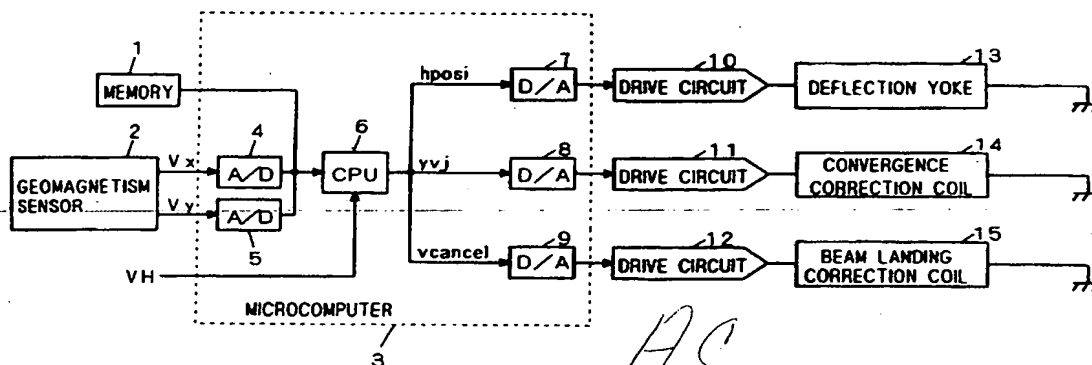 1
MEMORY
2
GEOMAGNETISM
SENSOR
Vx
Vy
4
A/D
A/D
5
VH
6
CPU
MICROCOMPUTER
3
hposi
yvj
vcancel
7
D/A
8
D/A
9
D/A
10
DRIVE CIRCUIT
11
DRIVE CIRCUIT
12
DRIVE CIRCUIT
13
DEFLECTION YOKE
14
CONVERGENCE
CORRECTION COIL
15
BEAM LANDING
CORRECTION COIL